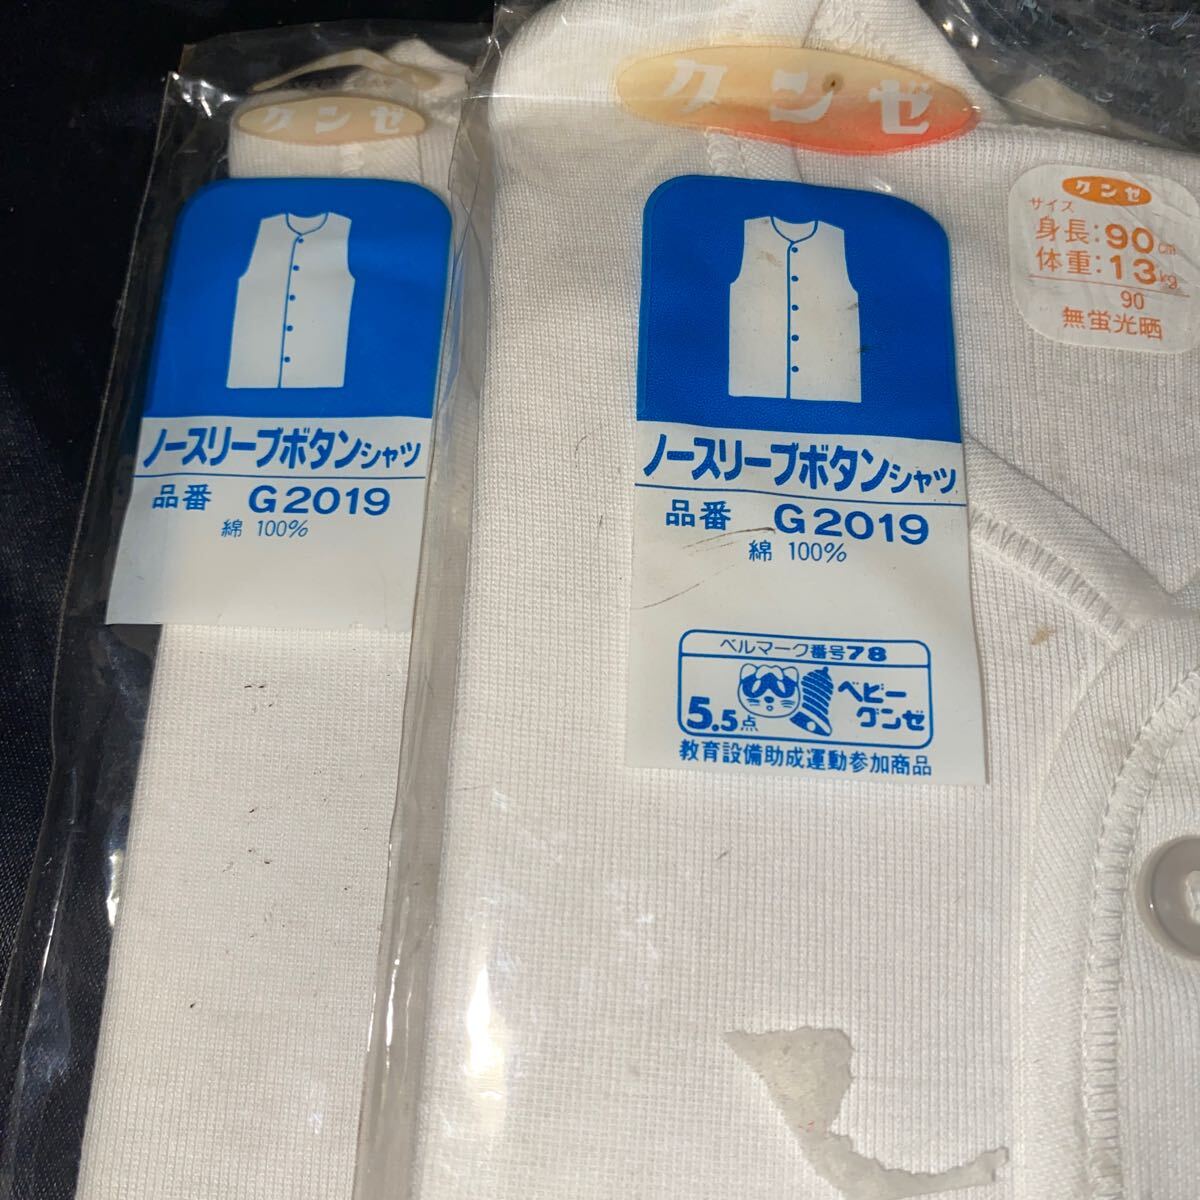 グンゼ
ノースリーブボタンシャツ
品番 G2019
綿 100%
グンゼ
ノースリーブボタンシャツ
品番 G2019
綿 100%
ベルマーク番号78
5.5点
ベビー
グンゼ
教育設備助成運動参加商品
グンゼ
サイズ
身長:90cm
体重:13kg
90
無蛍光晒